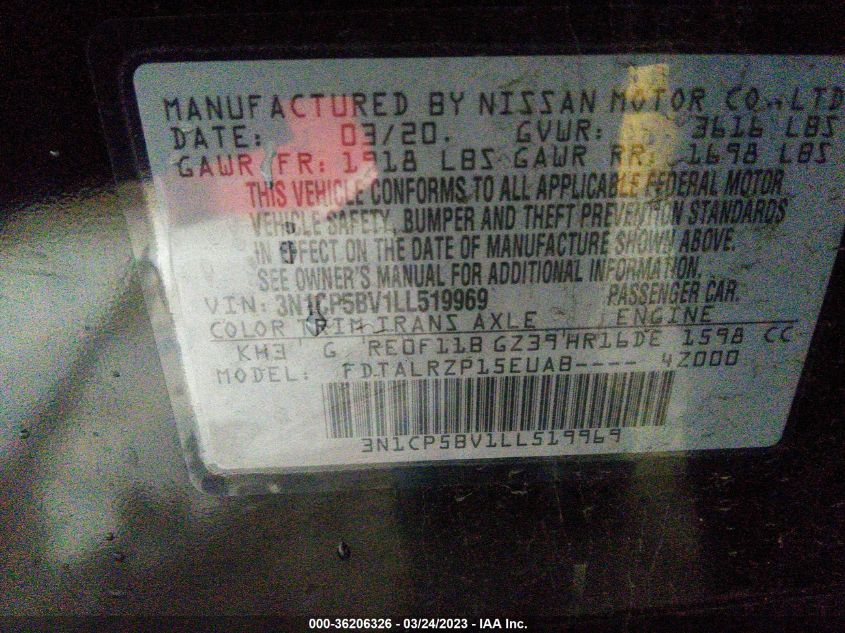 MANUFACTURED BY NISSAN MOTOR CO., LTD
DATE: 03/20. GVWR: 3616 LBS
GAWR FR: 1918 LBS GAWR RR: 1698 LBS
THIS VEHICLE CONFORMS TO ALL APPLICABLE FEDERAL MOTOR
VEHICLE SAFETY, BUMPER AND THEFT PREVENTION STANDARDS
IN EFFECT ON THE DATE OF MANUFACTURE SHOWN ABOVE.
SEE OWNER'S MANUAL FOR ADDITIONAL INFORMATION.
VIN: 3N1CP5BV1LL519969 PASSENGER CAR.
COLOR TRIM TRANS AXLE ENGINE
KH3 G RE0F11B GZ39 HR16DE 1598 CC
MODEL: FDTALRZP15EUAB---- 4Z000
3N1CP5BV1LL519969
000-36206326 - 03/24/2023 - IAA Inc.